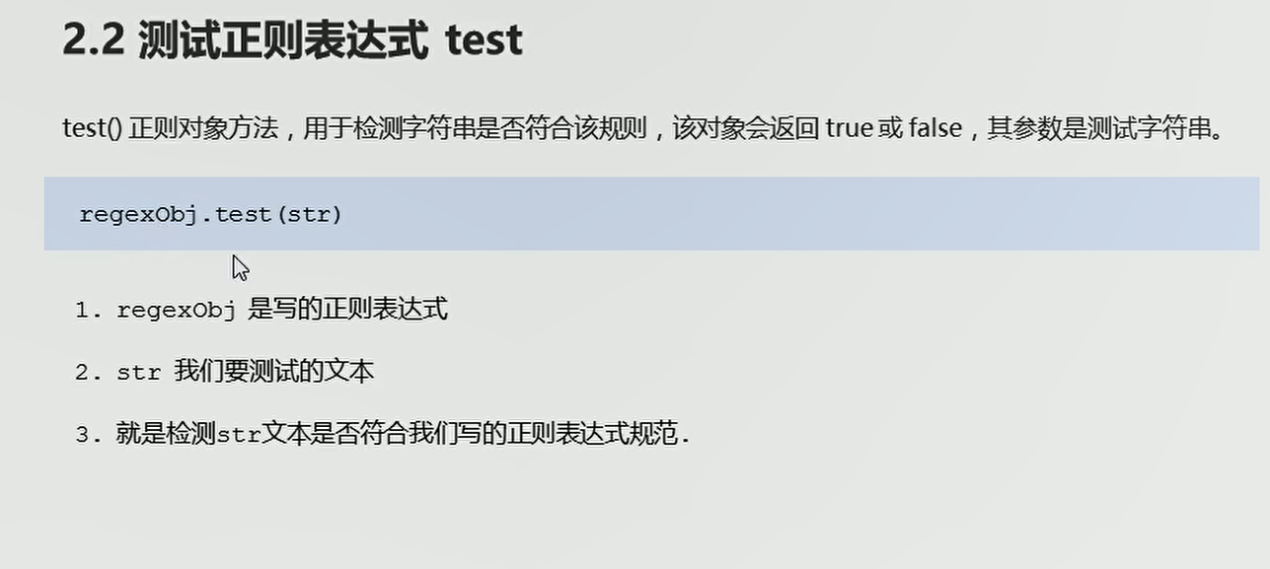 2.2 测试正则表达式 test
test() 正则对象方法，用于检测字符串是否符合该规则，该对象会返回 true 或 false，其参数是测试字符串。
regexObj.test(str)
1. regexObj 是写的正则表达式
2. str 我们要测试的文本
3. 就是检测str文本是否符合我们写的正则表达式规范.